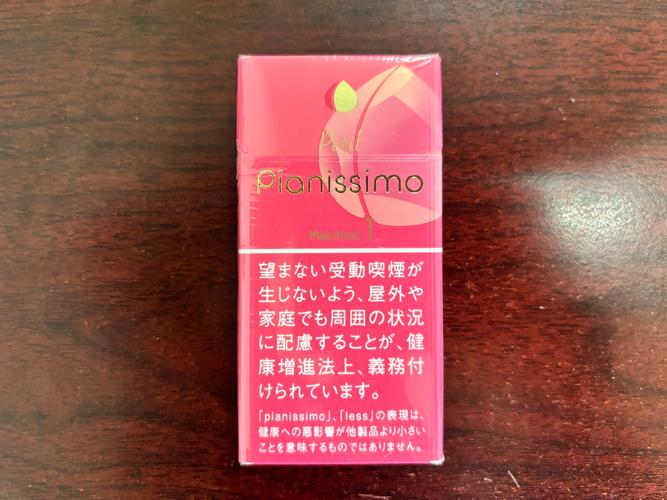 Petil
Pianissimo
Menthol 1
望まない受動喫煙が
生じないよう、屋外や
家庭でも周囲の状況
に配慮することが、健
康増進法上、義務付
けられています。
「pianissimo」、「less」の表現は、
健康への悪影響が他製品より小さい
ことを意味するものではありません。